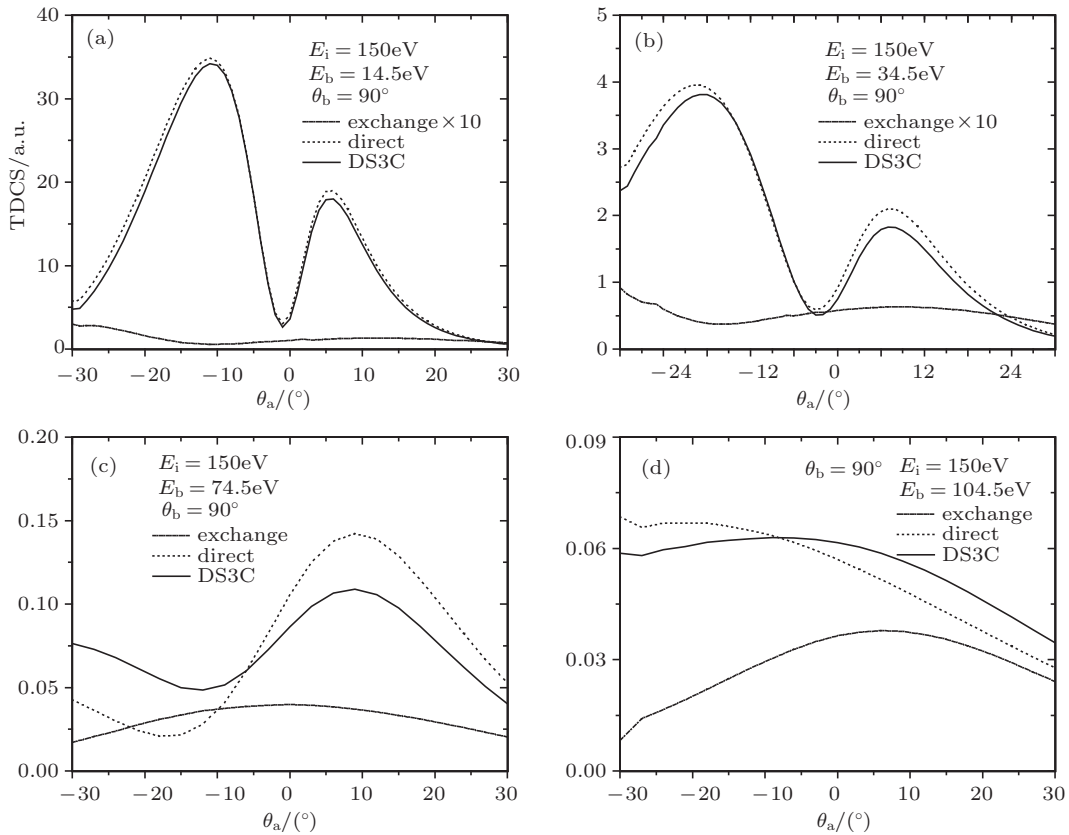 (a)
E_i = 150eV
E_b = 14.5eV
θ_b = 90°
exchange×10
direct
DS3C
TDCS/a.u.
40
30
20
10
0
−30 −20 −10 0 10 20 30
θ_a/(°)
(b)
E_i = 150eV
E_b = 34.5eV
θ_b = 90°
exchange×10
direct
DS3C
5
4
3
2
1
0
−24 −12 0 12 24
θ_a/(°)
(c)
E_i = 150eV
E_b = 74.5eV
θ_b = 90°
exchange
direct
DS3C
0.20
0.15
0.10
0.05
0.00
−30 −20 −10 0 10 20 30
θ_a/(°)
(d)
θ_b = 90° E_i = 150eV
E_b = 104.5eV
exchange
direct
DS3C
0.09
0.06
0.03
0.00
−30 −20 −10 0 10 20 30
θ_a/(°)